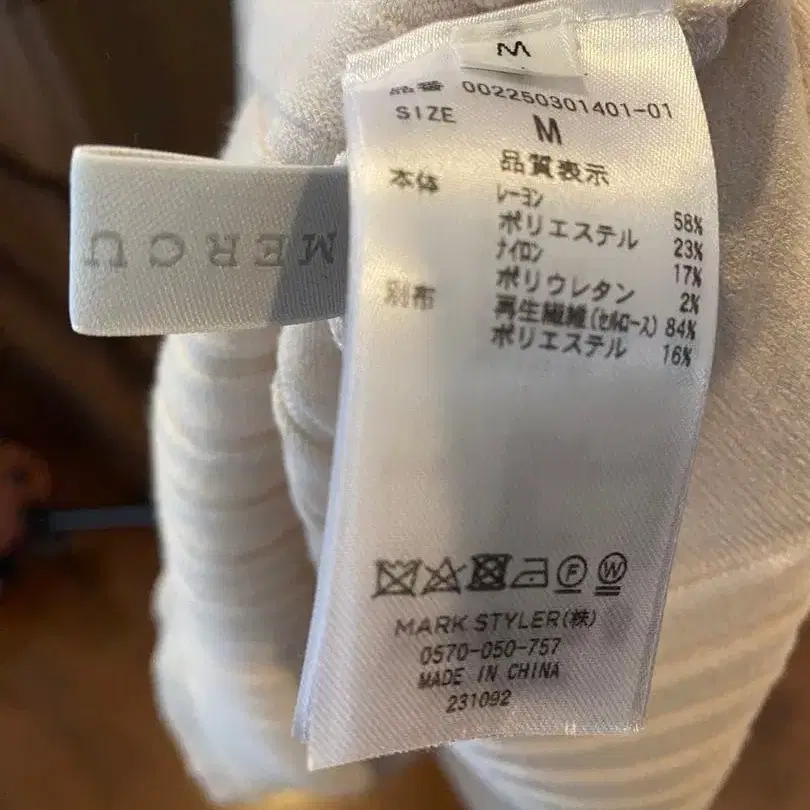 M
品番 002250301401-01
SIZE M
品質表示
本体 レーヨン 58%
ポリエステル 23%
ナイロン 17%
ポリウレタン 2%
別布 再生繊維(セルロース) 84%
ポリエステル 16%
MERCU
F W
MARK STYLER(株)
0570-050-757
MADE IN CHINA
231092